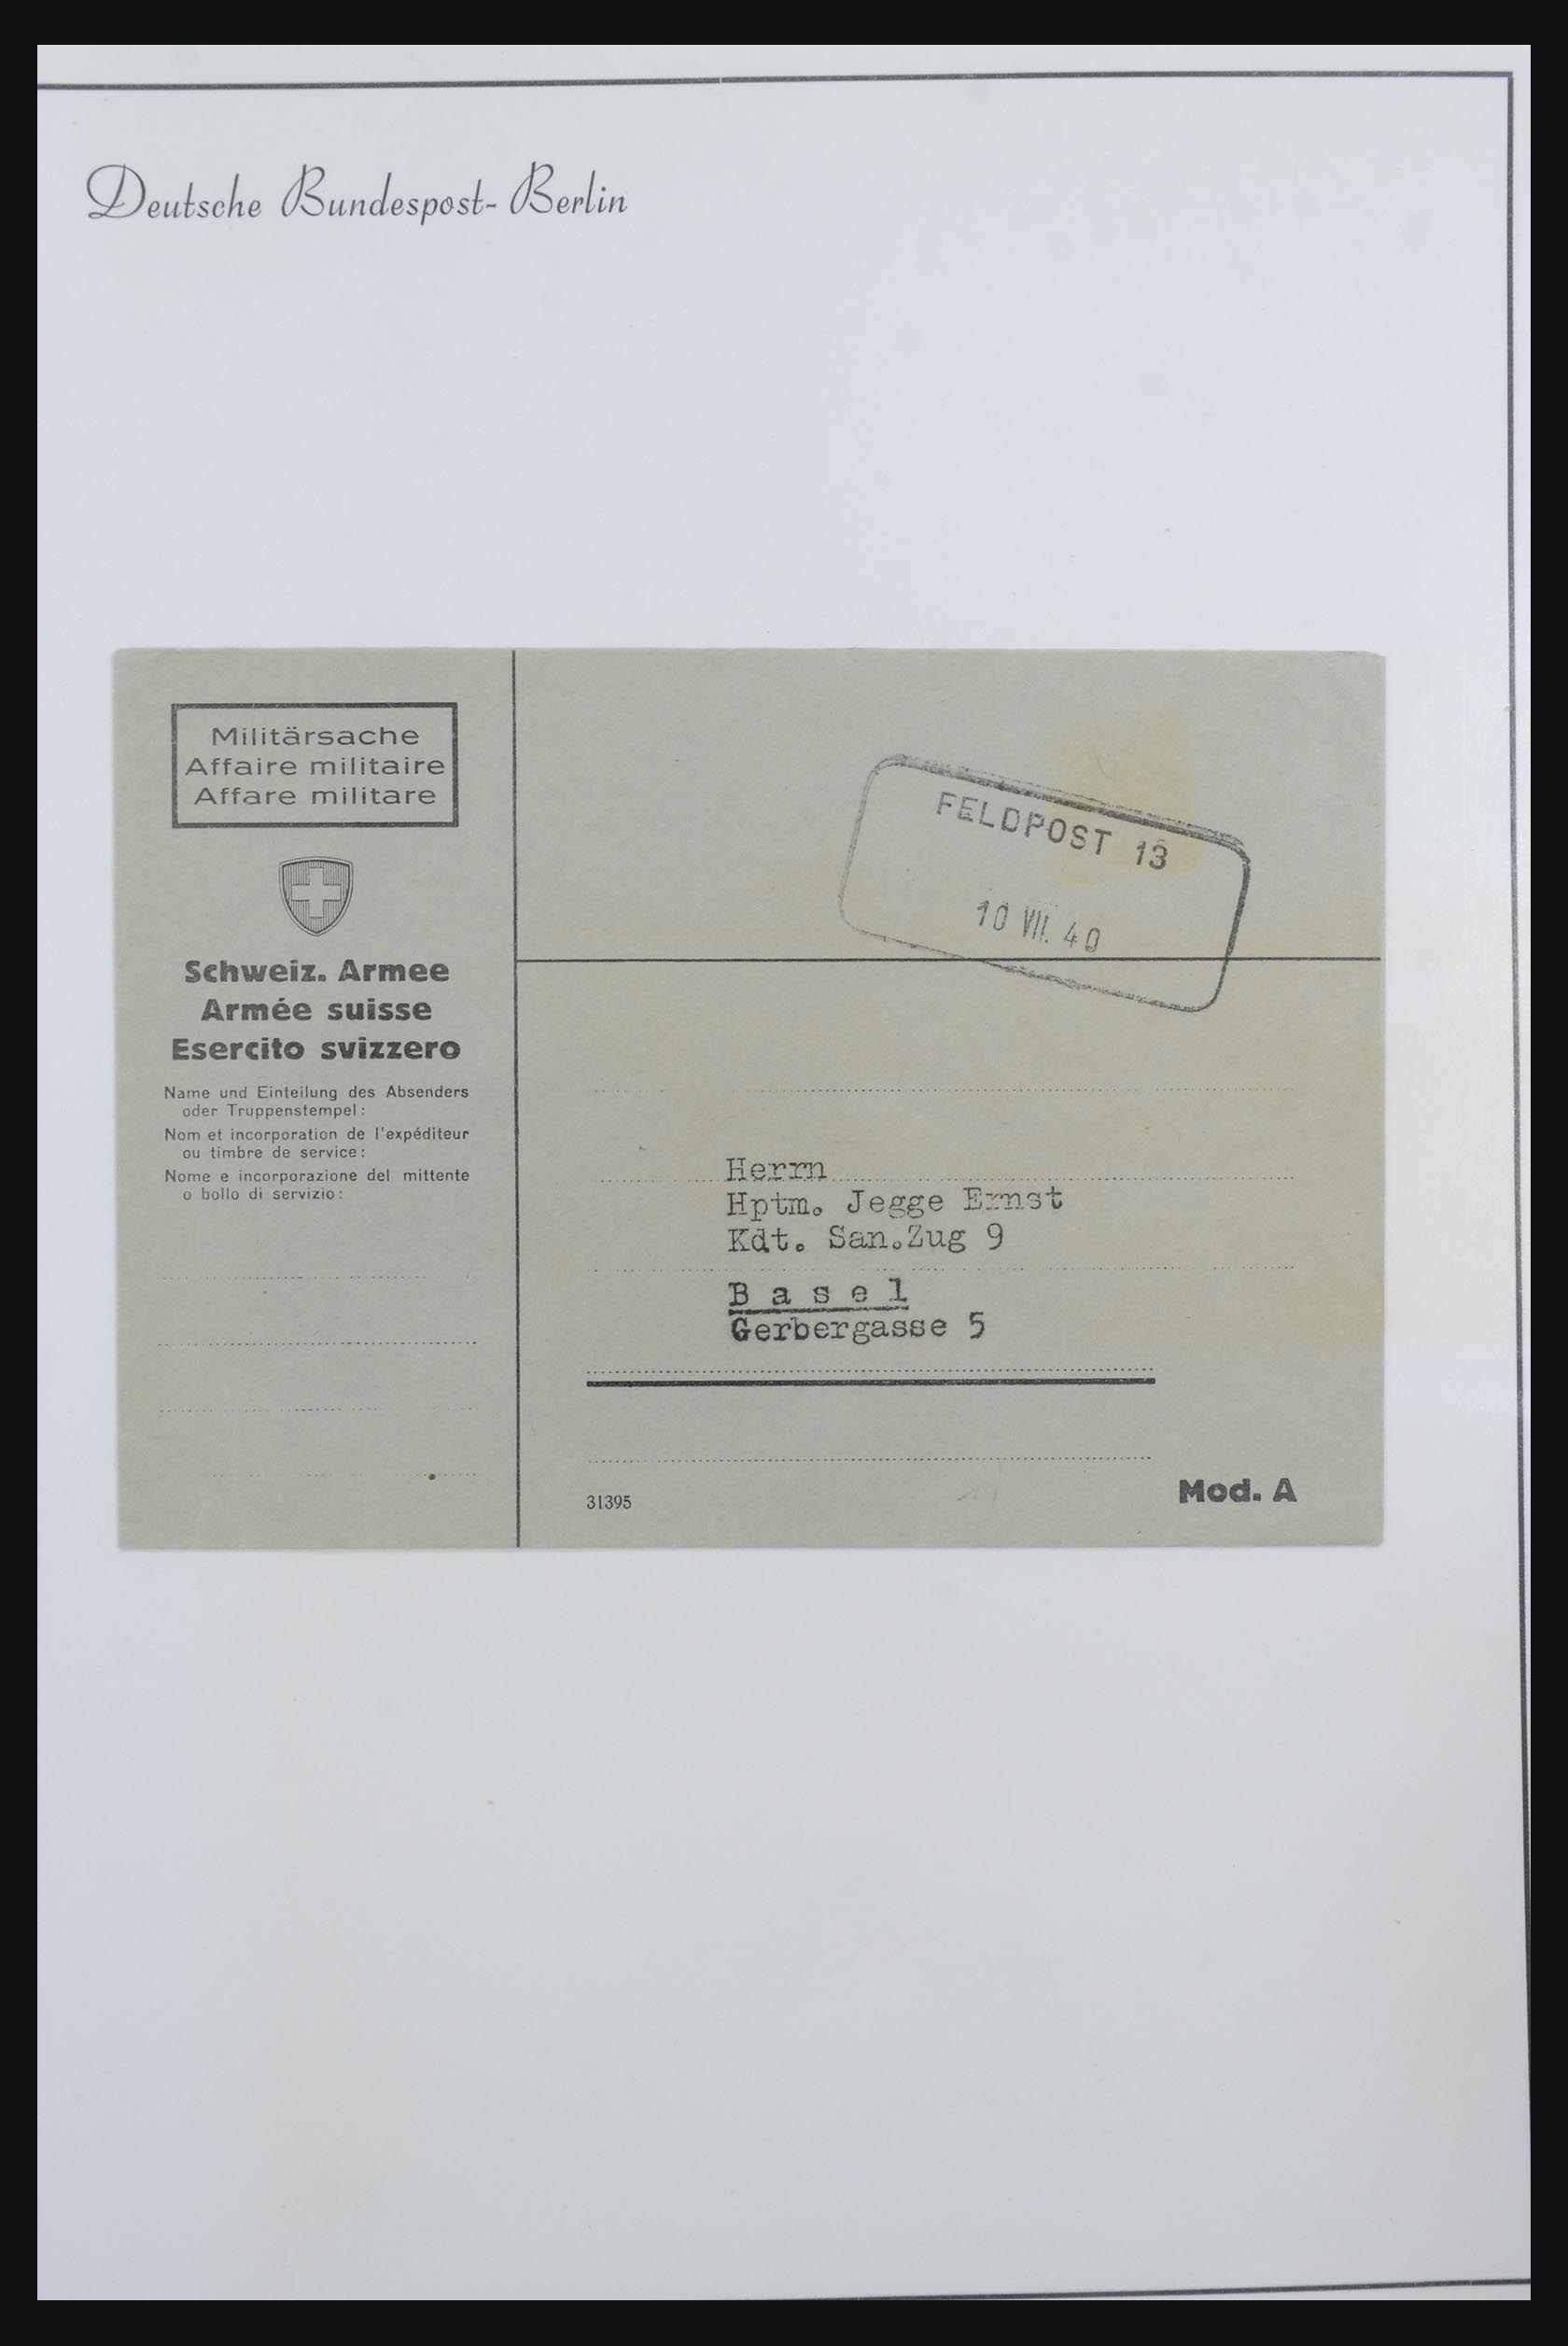 Deutsche Bundespost-Berlin
Militärsache
Affaire militaire
Affare militare
Schweiz. Armee
Armée suisse
Esercito svizzero
Name und Einteilung des Absenders
oder Truppenstempel:
Nom et incorporation de l'expéditeur
ou timbre de service:
Nome e incorporazione del mittente
o bollo di servizio:
FELDPOST 13
10 VII. 40
Herrn
Hptm. Jegge Ernst
Kdt. San.Zug 9
B a s e l
Gerbergasse 5
31395
Mod. A